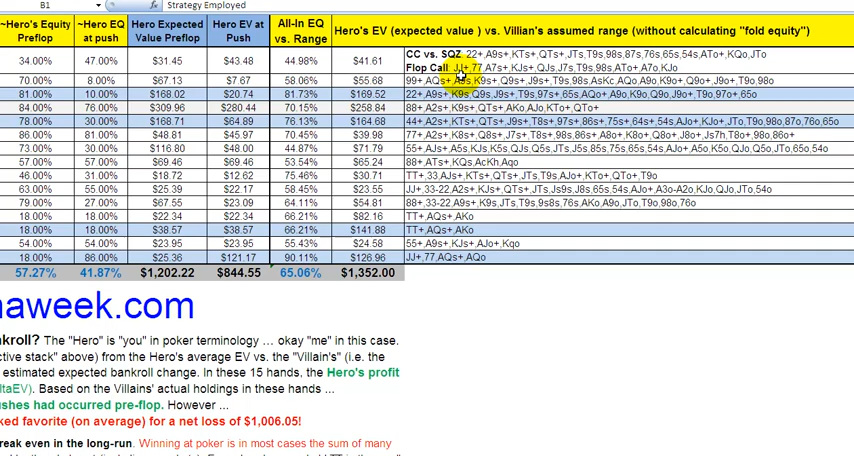 B1 Strategy Employed
~Hero's Equity Preflop ~Hero EQ at push Hero Expected Value Preflop Hero EV at Push All-In EQ vs. Range Hero's EV (expected value ) vs. Villian's assumed range (without calculating "fold equity")
34.00% 47.00% $31.45 $43.48 44.98% $41.61 CC vs. SQZ: 22+,A9s+,KTs+,QTs+,JTs,T9s,98s,87s,76s,65s,54s,ATo+,KQo,JTo
Flop Call: JJ+,77,A7s+,KJs+,QJs,J7s,T9s,98s,ATo+,A7o,KJo
70.00% 8.00% $67.13 $7.67 58.06% $55.68 99+,AQs+,A9s,K9s+,Q9s+,J9s+,T9s,98s,AsKc,AQo,A9o,K9o+,Q9o+,J9o+,T9o,98o
81.00% 10.00% $168.02 $20.74 81.73% $169.52 22+,A9s+,K9s,Q9s,J9s+,T9s,97s+,65s,AQo+,A9o,K9o,Q9o,J9o+,T9o,97o+,65o
84.00% 76.00% $309.96 $280.44 70.15% $258.84 88+,A2s+,K9s+,QTs+,AKo,AJo,KTo+,QTo+
78.00% 30.00% $168.71 $64.89 76.13% $164.68 44+,A2s+,KTs+,QTs+,J9s+,T8s+,97s+,86s+,75s+,64s+,54s,AJo+,KJo+,JTo,T9o,98o,87o,76o,65o
86.00% 81.00% $48.81 $45.97 70.45% $39.98 77+,A2s+,K8s+,Q8s+,J7s+,T8s+,98s,86s+,A8o+,K8o+,Q8o+,J8o+,Js7h,T8o+,98o,86o+
73.00% 30.00% $116.80 $48.00 44.87% $71.79 55+,AJs+,A5s,KJs,K5s,QJs,Q5s,JTs,J5s,85s,75s,65s,54s,AJo+,A5o,K5o,QJo,Q5o,JTo,65o,54o
57.00% 57.00% $69.46 $69.46 53.54% $65.24 88+,ATs+,KQs,AcKh,Aqo
46.00% 31.00% $18.72 $12.62 75.46% $30.71 TT+,33,AJs+,KTs+,QTs+,JTs,T9s,AJo+,KTo+,QTo+,T9o
63.00% 55.00% $25.39 $22.17 58.45% $23.55 JJ+,33-22,A2s+,KJs+,QTs+,JTs,Js9s,J8s,65s,54s,AJo+,A3o-A2o,KJo,QJo,JTo,54o
79.00% 27.00% $67.55 $23.09 64.11% $54.81 88+,33-22,A9s+,K9s,JTs,T9s,9s8s,76s,AKo,A9o,JTo,T9o,98o,76o
18.00% 18.00% $22.34 $22.34 66.21% $82.16 TT+,AQs+,AKo
18.00% 18.00% $38.57 $38.57 66.21% $141.88 TT+,AQs+,AKo
54.00% 54.00% $23.95 $23.95 55.43% $24.58 55+,A9s+,KJs+,AJo+,Kqo
18.00% 86.00% $25.36 $121.17 90.11% $126.96 JJ+,77,AQs+,AQo
57.27% 41.87% $1,202.22 $844.55 65.06% $1,352.00
naweek.com
nkroll? The "Hero" is "you" in poker terminology ... okay "me" in this case.
ctive stack" above) from the Hero's average EV vs. the "Villain's" (i.e. the
estimated expected bankroll change. In these 15 hands, the Hero's profit
ltaEV). Based on the Villains' actual holdings in these hands ...
ushes had occurred pre-flop. However ...
ked favorite (on average) for a net loss of $1,006.05!
reak even in the long-run. Winning at poker is in most cases the sum of many